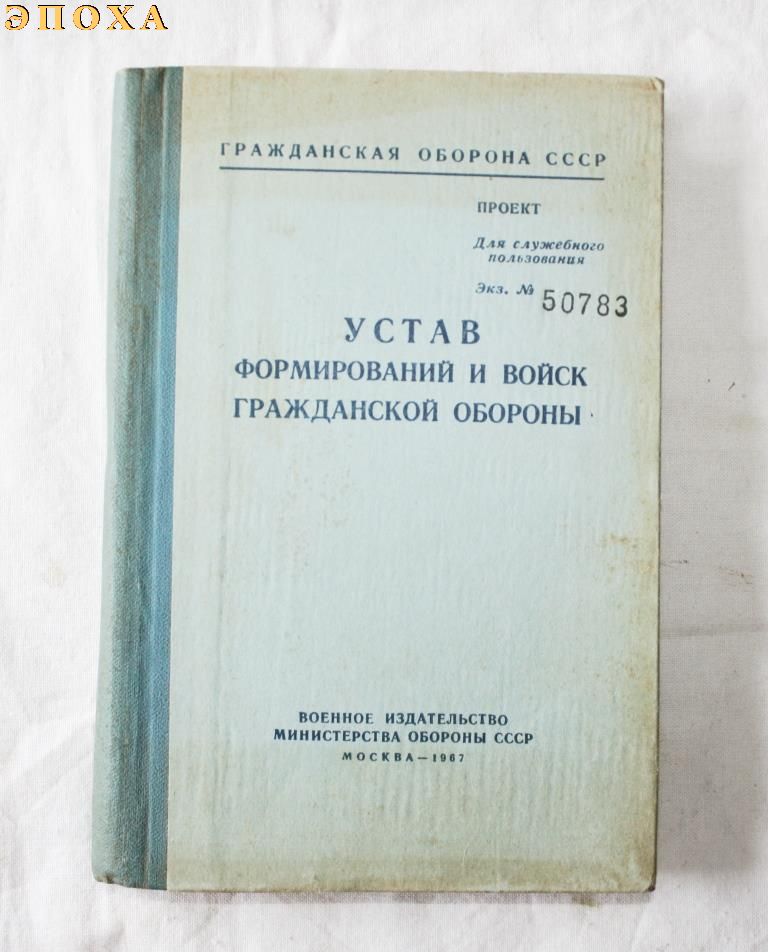 ЭПОХА
ГРАЖДАНСКАЯ ОБОРОНА СССР
ПРОЕКТ
Для служебного
пользования
Экз. № 50783
УСТАВ
ФОРМИРОВАНИЙ И ВОЙСК
ГРАЖДАНСКОЙ ОБОРОНЫ
ВОЕННОЕ ИЗДАТЕЛЬСТВО
МИНИСТЕРСТВА ОБОРОНЫ СССР
МОСКВА — 1967